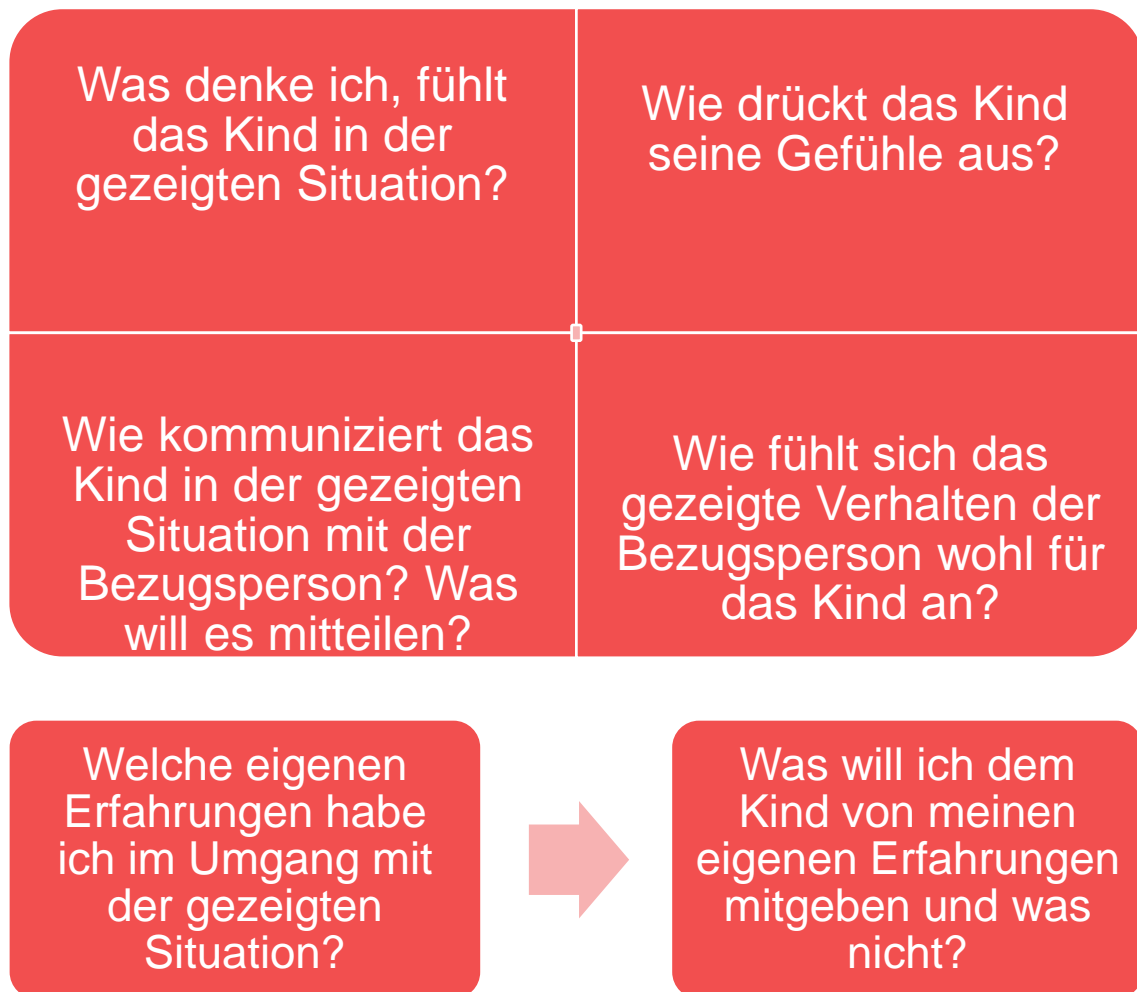 Was denke ich, fühlt
das Kind in der
gezeigten Situation?
Wie drückt das Kind
seine Gefühle aus?
Wie kommuniziert das
Kind in der gezeigten
Situation mit der
Bezugsperson? Was
will es mitteilen?
Wie fühlt sich das
gezeigte Verhalten der
Bezugsperson wohl für
das Kind an?
Welche eigenen
Erfahrungen habe
ich im Umgang mit
der gezeigten
Situation?
Was will ich dem
Kind von meinen
eigenen Erfahrungen
mitgeben und was
nicht?